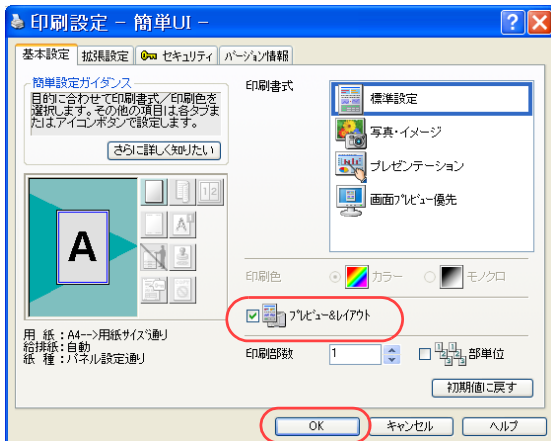 印刷設定 － 簡単UI －
基本設定 拡張設定 セキュリティ バージョン情報
簡単設定ガイダンス
目的に合わせて印刷書式／印刷色を
選択します。その他の項目は各タブま
たはアイコンボタンで設定します。
さらに詳しく知りたい
印刷書式
標準設定
写真・イメージ
プレゼンテーション
画面プレビュー優先
A
印刷色 カラー モノクロ
プレビュー&レイアウト
用 紙：A4-->用紙サイズ通り
給排紙：自動
紙 種：パネル設定通り
印刷部数 1 部単位
初期値に戻す
OK キャンセル ヘルプ